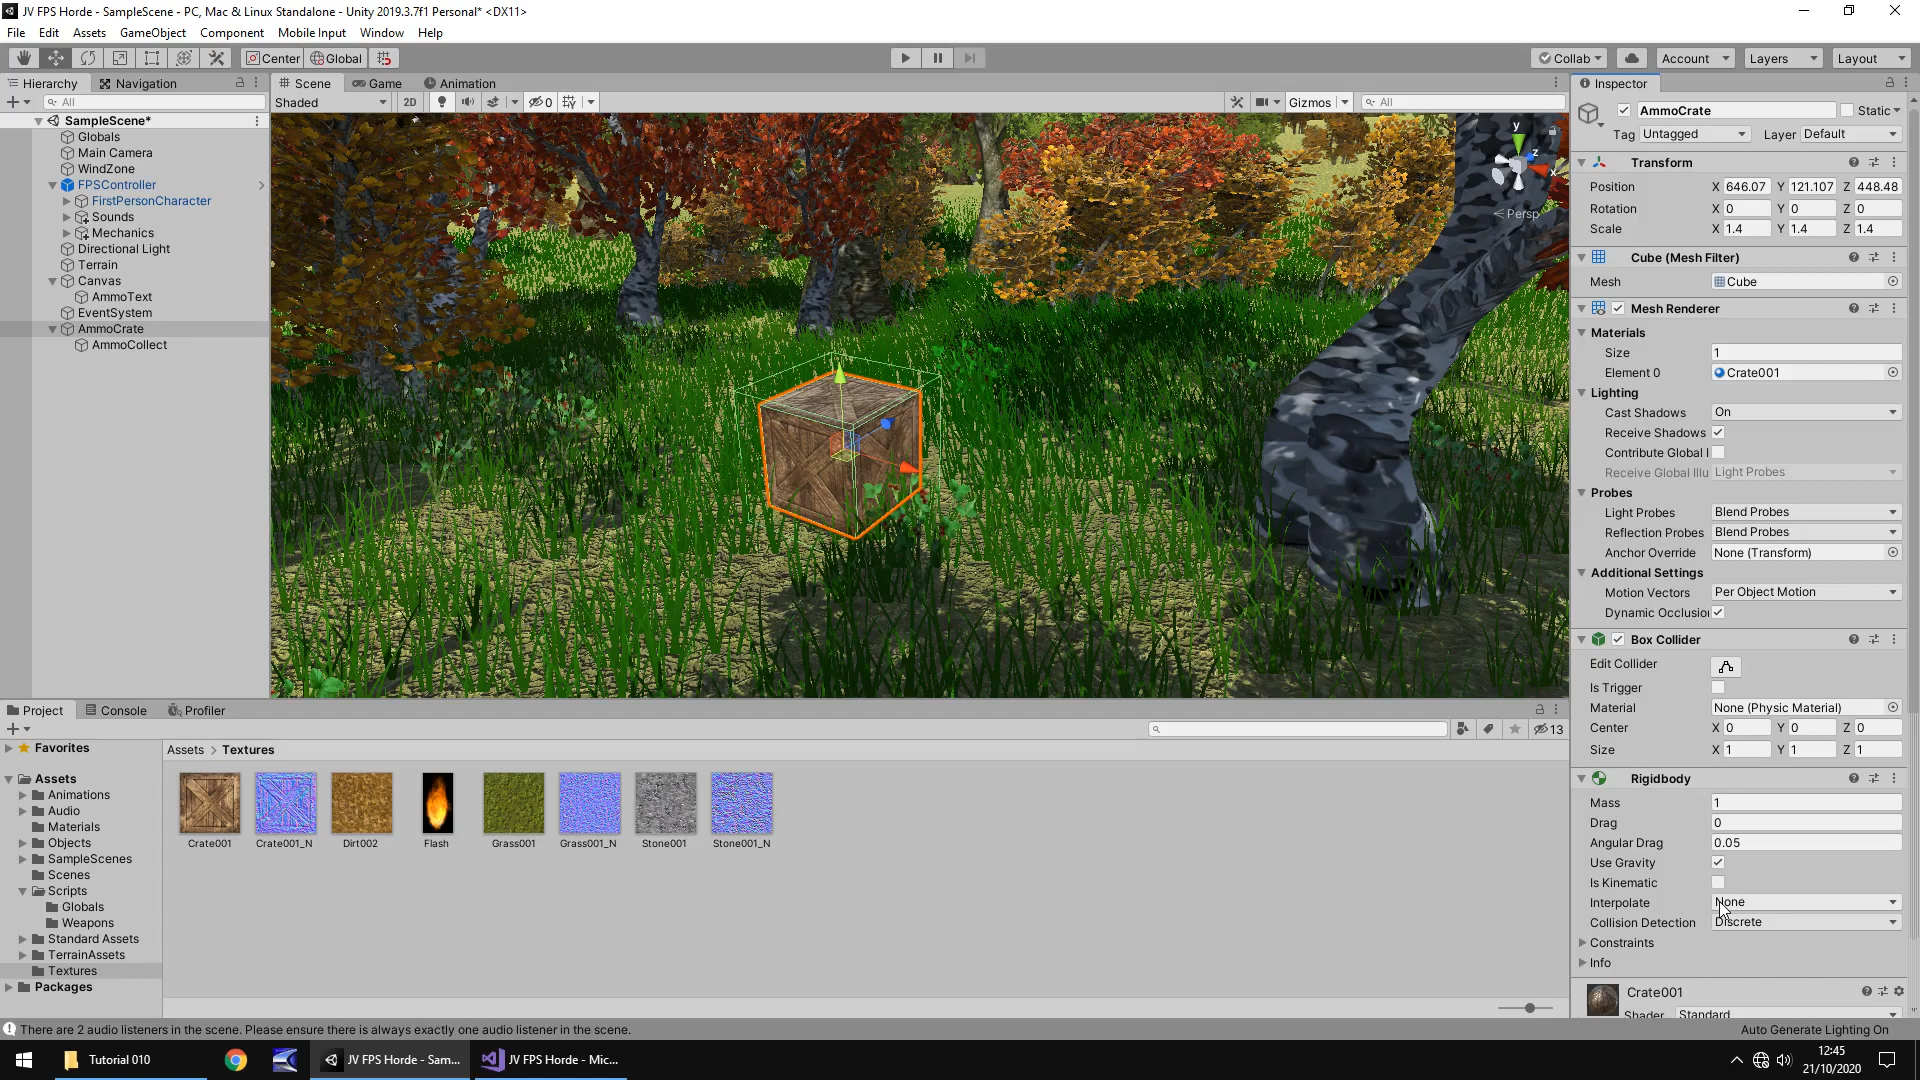 JV FPS Horde - SampleScene - PC, Mac & Linux Standalone - Unity 2019.3.7f1 Personal* <DX11>
File Edit Assets GameObject Component Mobile Input Window Help
Center Global Collab Account Layers Layout
Hierarchy Navigation Scene Game Animation Inspector
All
Shaded 2D 0 Gizmos All
SampleScene*
Globals
Main Camera
WindZone
FPSController
FirstPersonCharacter
Sounds
Mechanics
Directional Light
Terrain
Canvas
AmmoText
EventSystem
AmmoCrate
AmmoCollect
y
z
x
Persp
AmmoCrate Static
Tag Untagged Layer Default
Transform
Position X 646.07 Y 121.107 Z 448.48
Rotation X 0 Y 0 Z 0
Scale X 1.4 Y 1.4 Z 1.4
Cube (Mesh Filter)
Mesh Cube
Mesh Renderer
Materials
Size 1
Element 0 Crate001
Lighting
Cast Shadows On
Receive Shadows
Contribute Global I
Receive Global Illu Light Probes
Probes
Light Probes Blend Probes
Reflection Probes Blend Probes
Anchor Override None (Transform)
Additional Settings
Motion Vectors Per Object Motion
Dynamic Occlusio
Box Collider
Edit Collider
Is Trigger
Material None (Physic Material)
Center X 0 Y 0 Z 0
Size X 1 Y 1 Z 1
Rigidbody
Mass 1
Drag 0
Angular Drag 0.05
Use Gravity
Is Kinematic
Interpolate None
Collision Detection Discrete
Constraints
Info
Crate001
Shader Standard
Project Console Profiler
13
Favorites
Assets
Animations
Audio
Materials
Objects
SampleScenes
Scenes
Scripts
Globals
Weapons
Standard Assets
TerrainAssets
Textures
Packages
Assets > Textures
Crate001 Crate001_N Dirt002 Flash Grass001 Grass001_N Stone001 Stone001_N
There are 2 audio listeners in the scene. Please ensure there is always exactly one audio listener in the scene.
Auto Generate Lighting On
Tutorial 010
JV FPS Horde - Sam...
JV FPS Horde - Mic...
12:45
21/10/2020